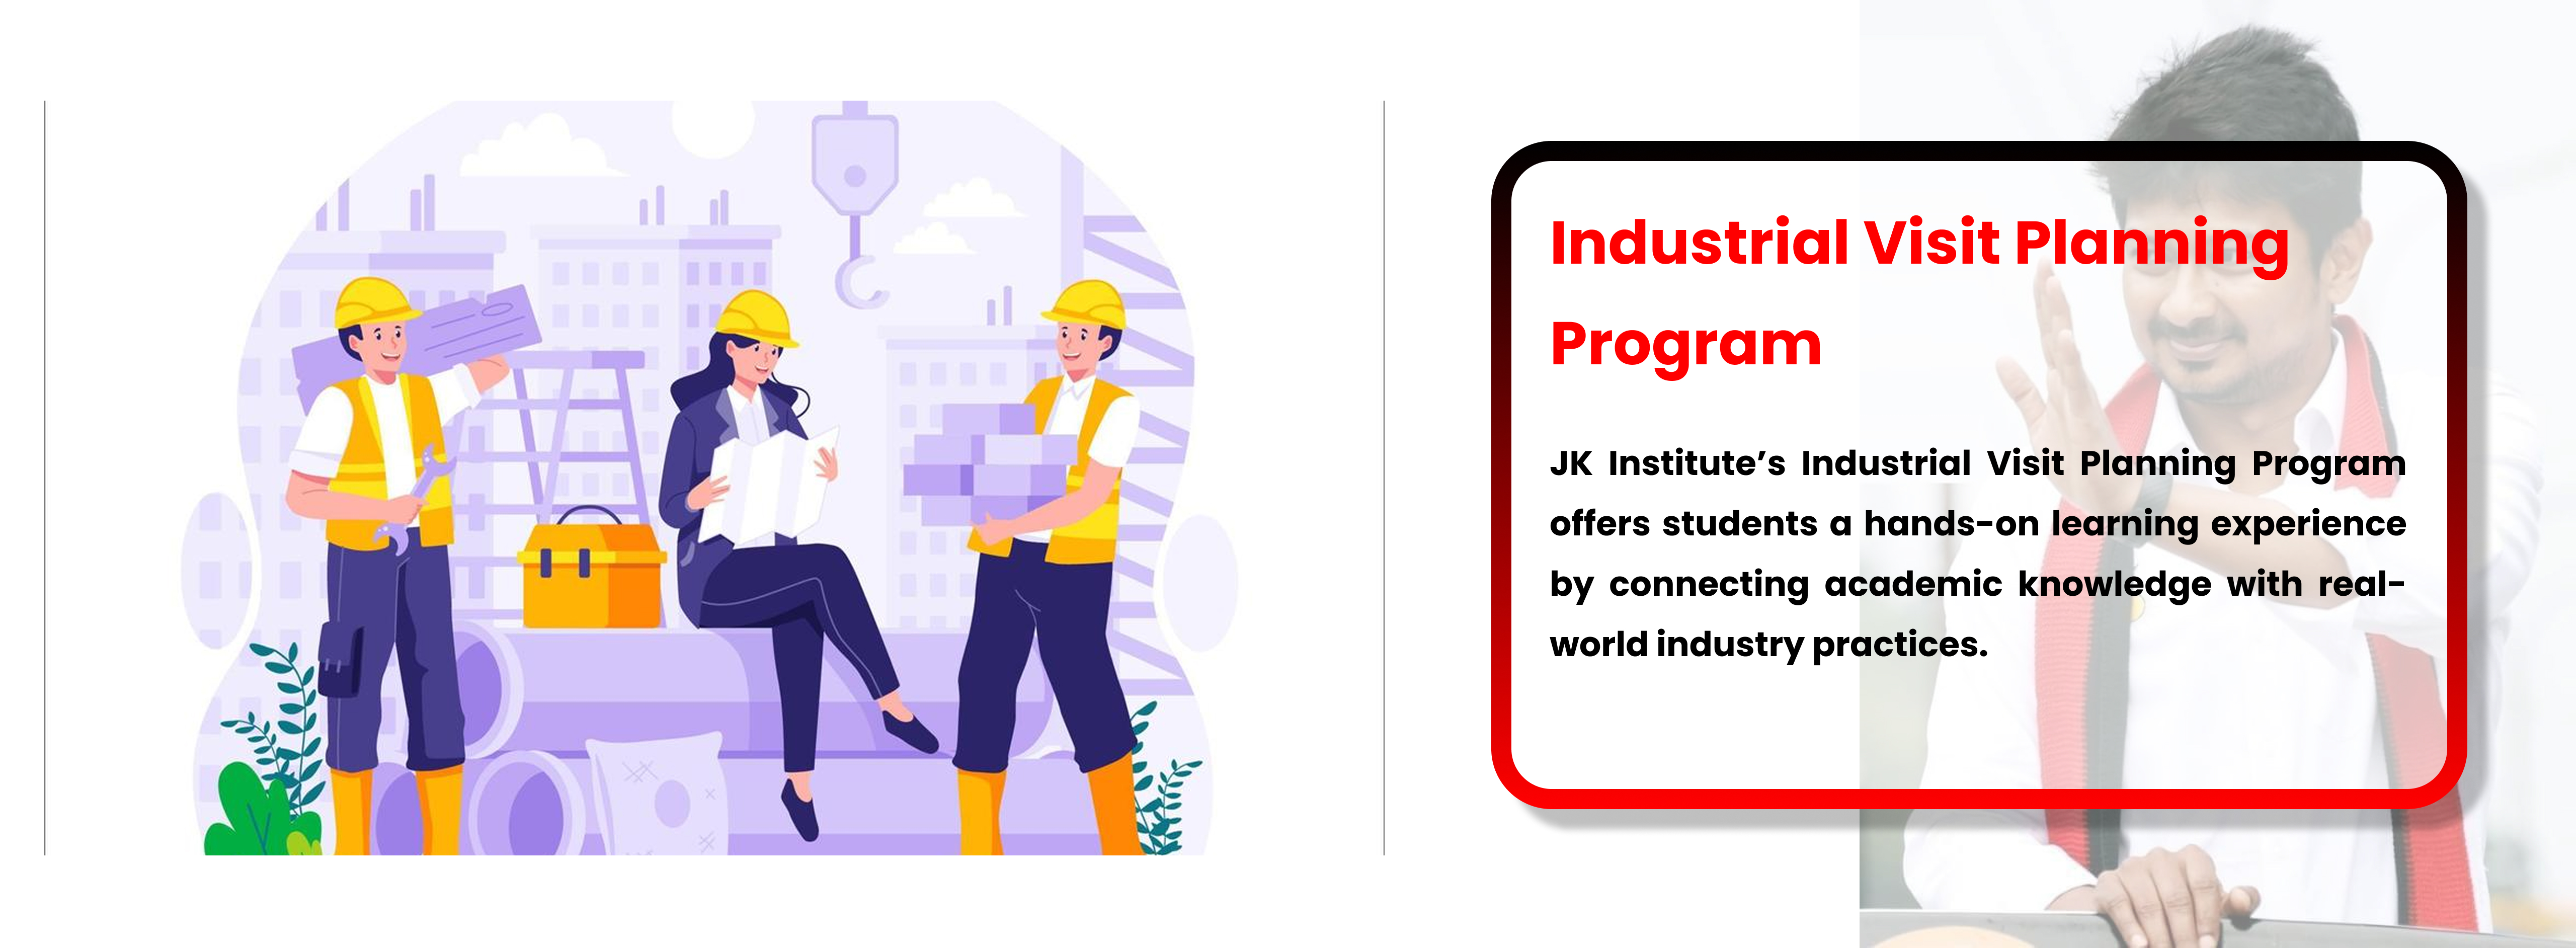 Industrial Visit Planning
Program
JK Institute’s Industrial Visit Planning Program
offers students a hands-on learning experience
by connecting academic knowledge with real-
world industry practices.